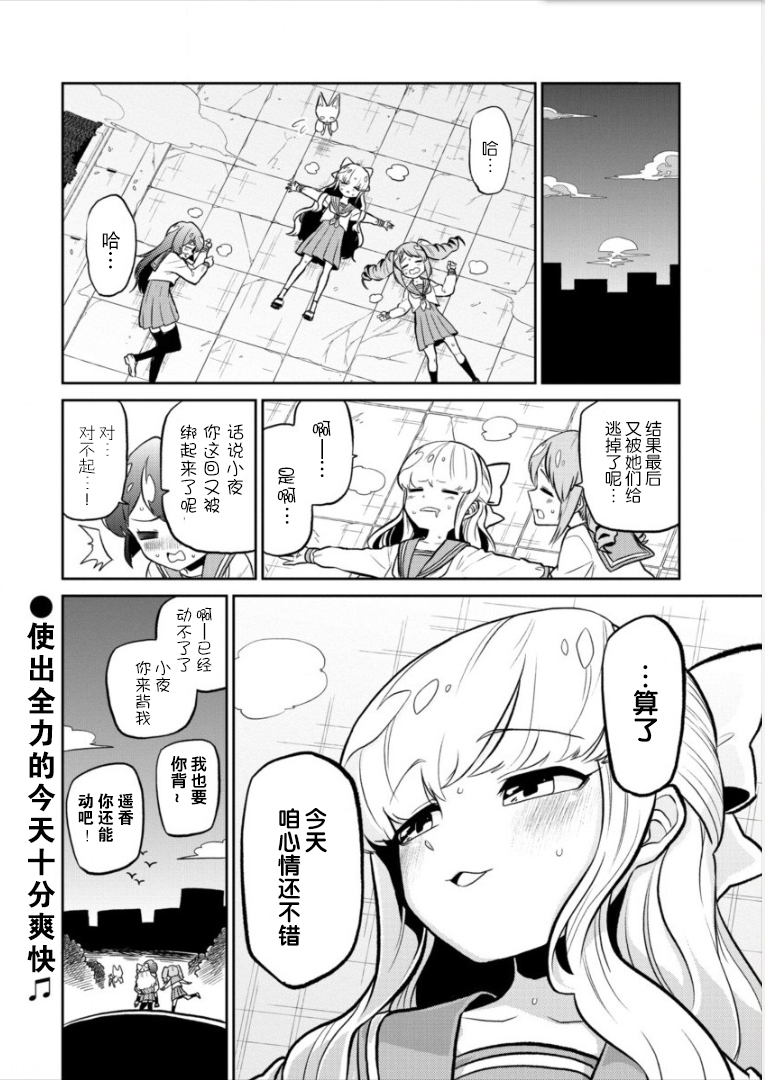 哈…
哈…
结果最后
又被她们给
逃掉了呢…
啊—…
是啊…
话说小夜
你这回又被
绑起来了呢
对…
对不起…!
…算了
今天
咱心情还不错
啊—已经
动不了了
小夜
你来背我
我也要
你背~
遥香
你还能
动吧!
●使出全力的今天十分爽快♫